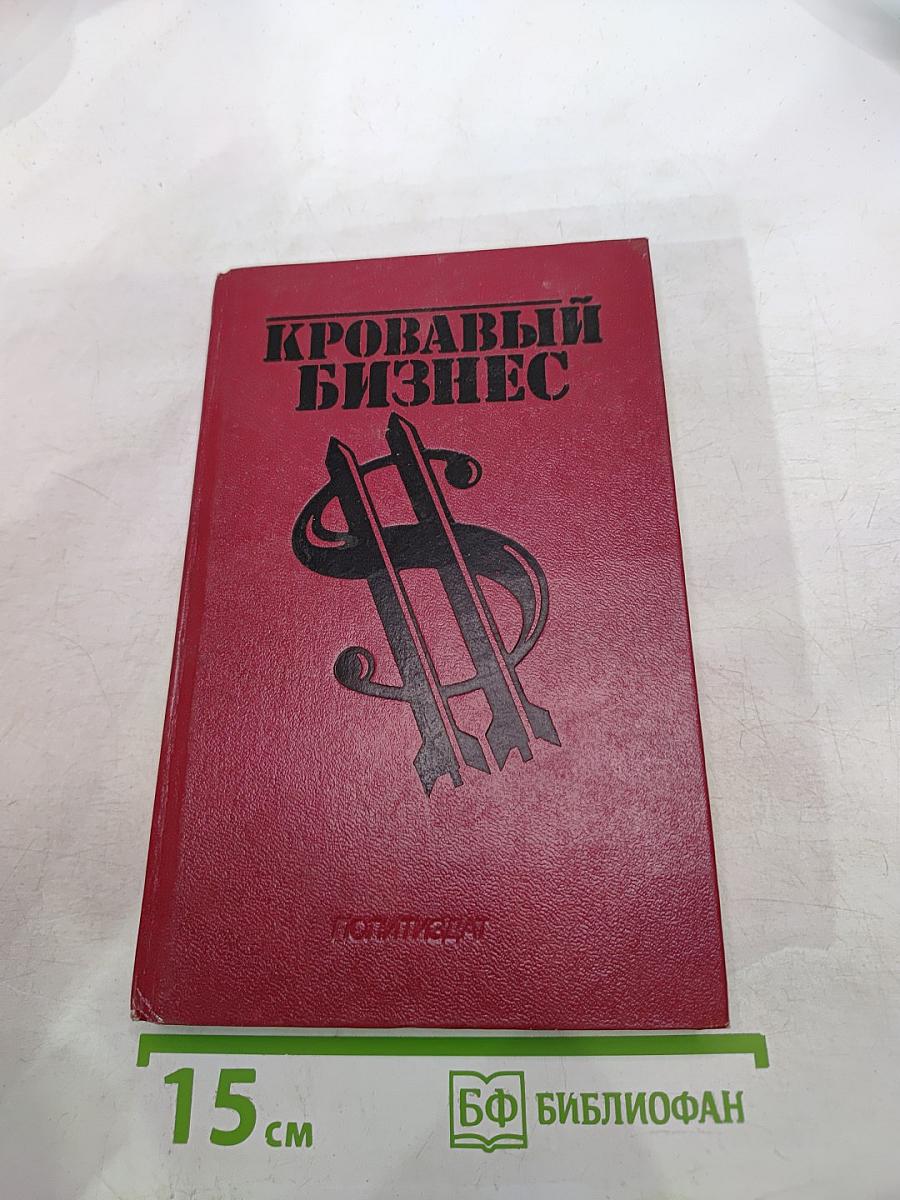 КРОВАВЫЙ
БИЗНЕС
ПОЛИТИЗДАТ
15 см
БФ БИБЛИОФАН